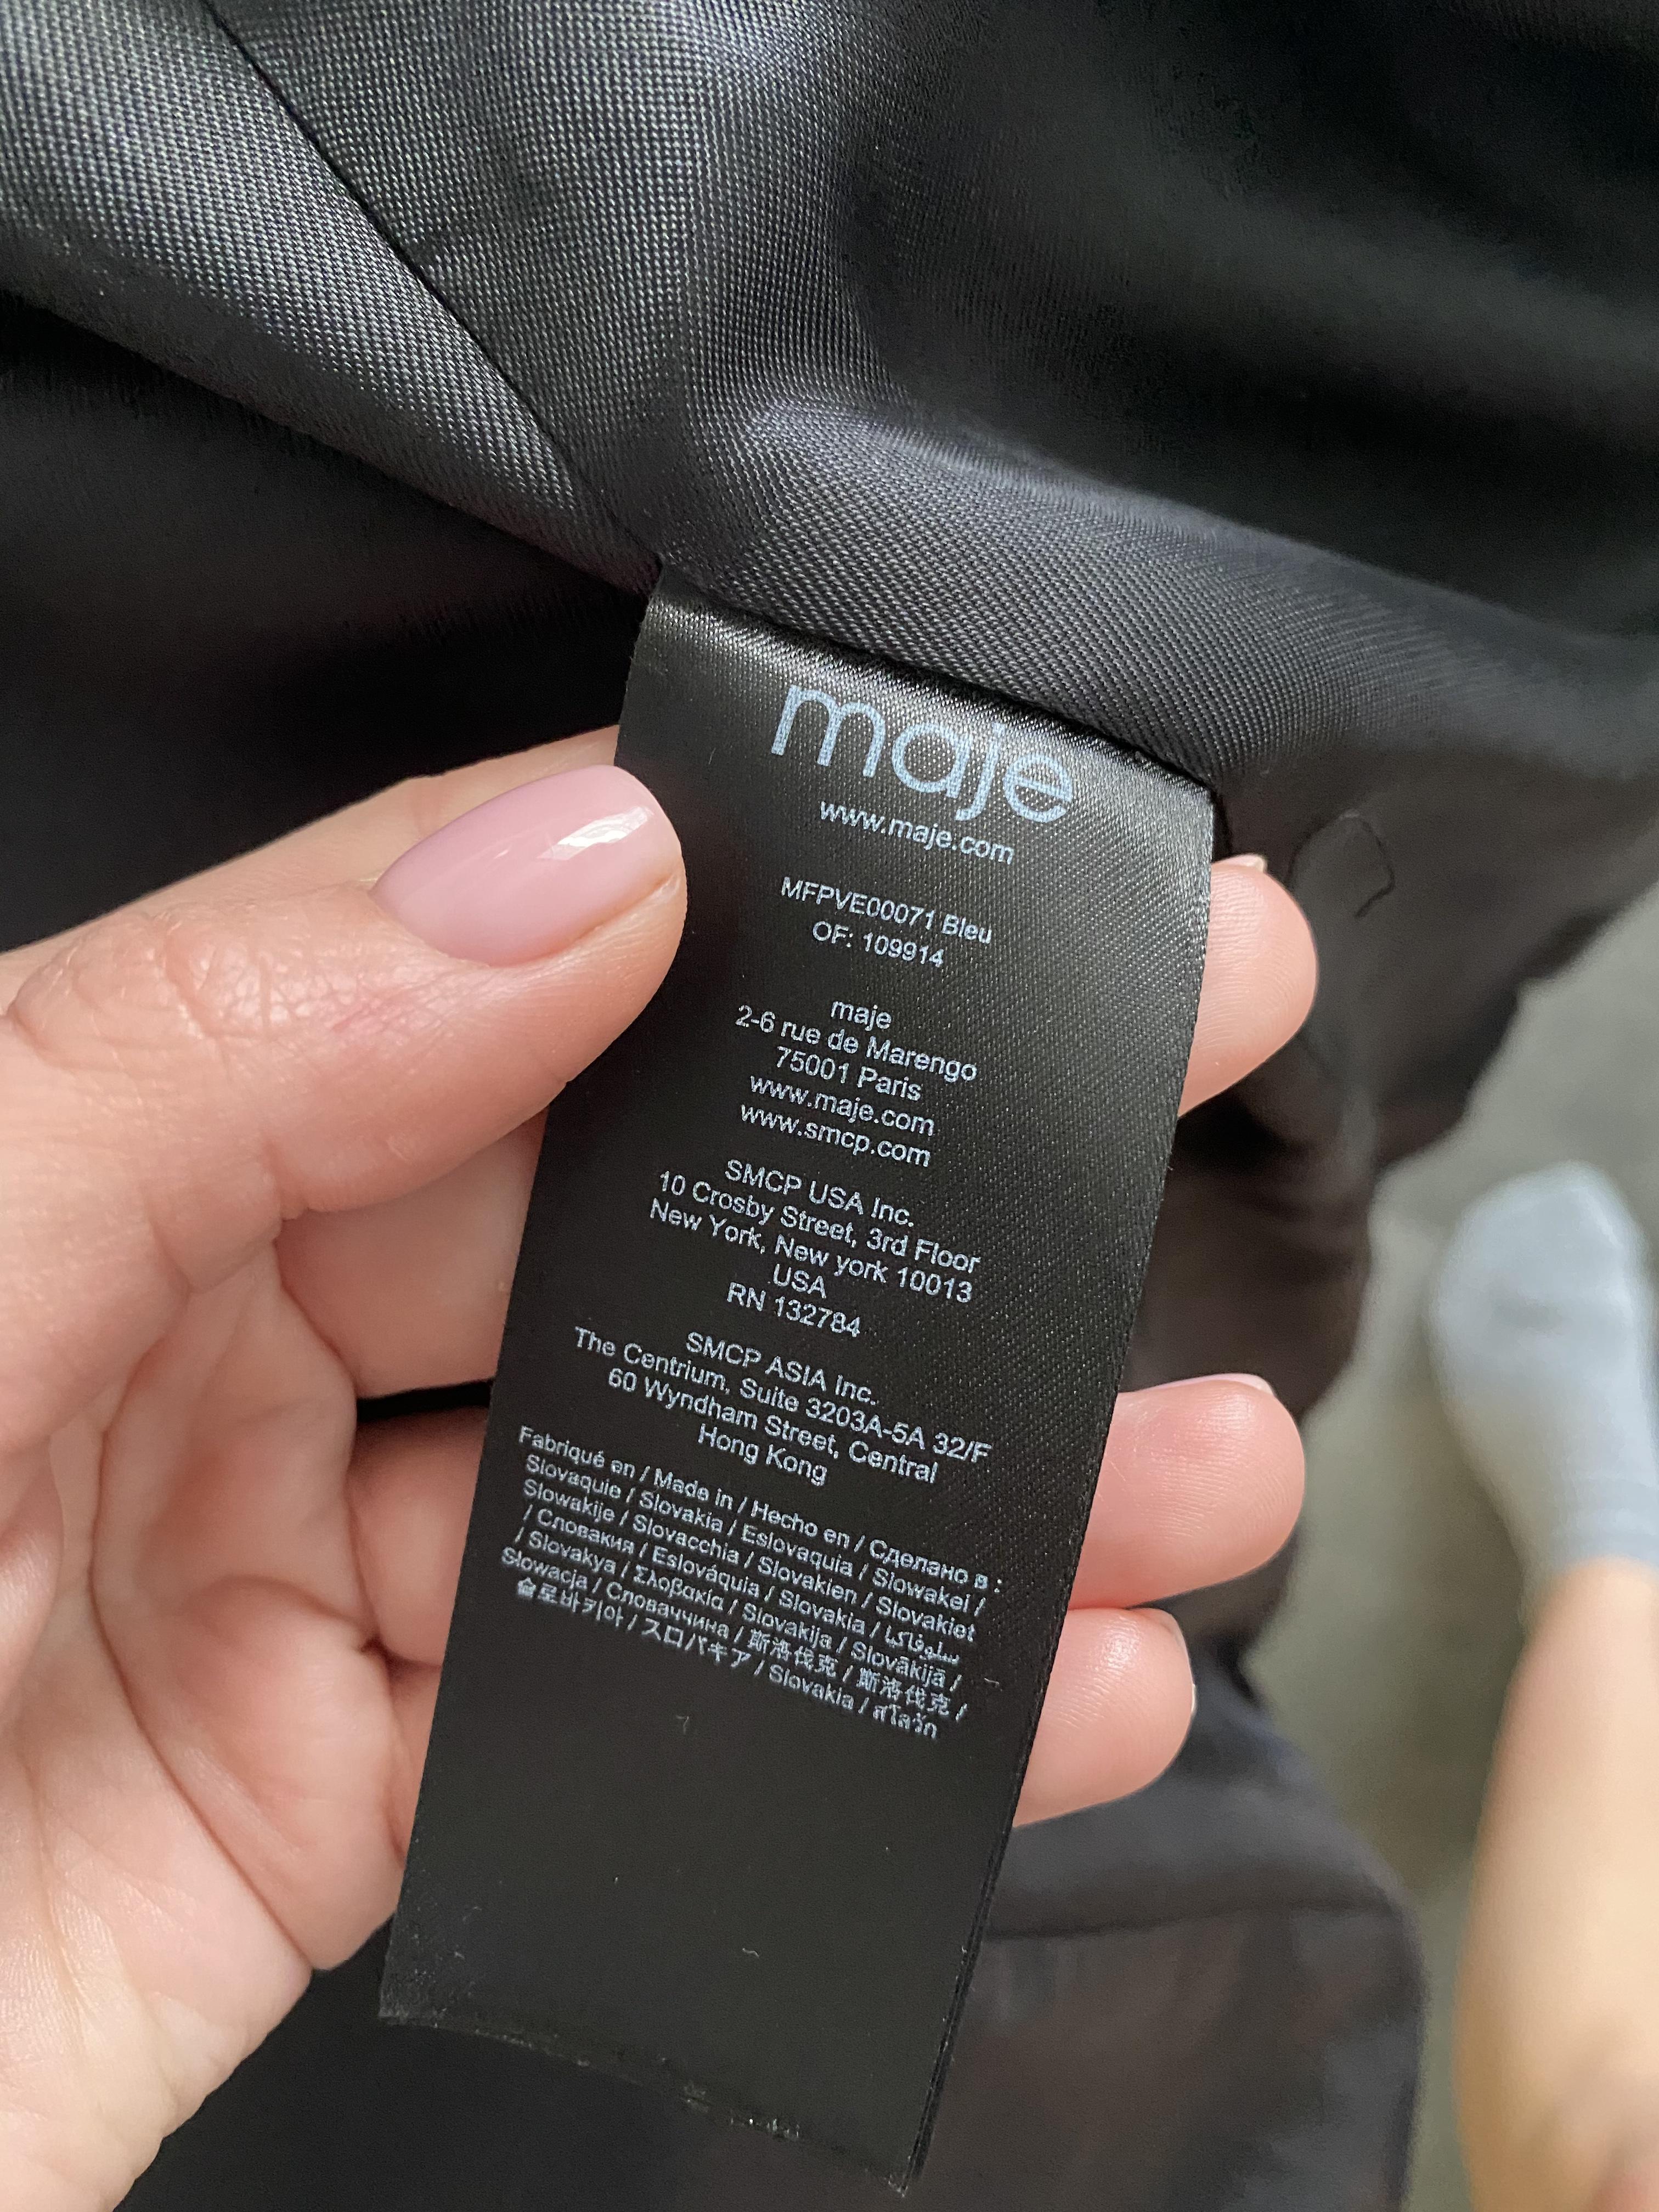 maje
www.maje.com
MFPVE00071 Bleu
OF: 109914
maje
2-6 rue de Marengo
75001 Paris
www.maje.com
www.smcp.com
SMCP USA Inc.
10 Crosby Street, 3rd Floor
New York, New york 10013
USA
RN 132784
SMCP ASIA Inc.
The Centrium, Suite 3203A-5A 32/F
60 Wyndham Street, Central
Hong Kong
Fabriqué en / Made in / Hecho en / Сделано в :
Slovaquie / Slovakia / Eslovaquia / Slowakei /
Slowakije / Slovacchia / Slovakien / Slovakiet
/ Словакия / Eslováquia / Slovakia / سلوفاكيا
/ Slovakya / Σλοβακία / Slovakija / Slovākijā /
Słowacja / Словаччина / 斯洛伐克 / 斯洛伐克 /
슬로바키아 / スロバキア / Slovakia / สโลวัก